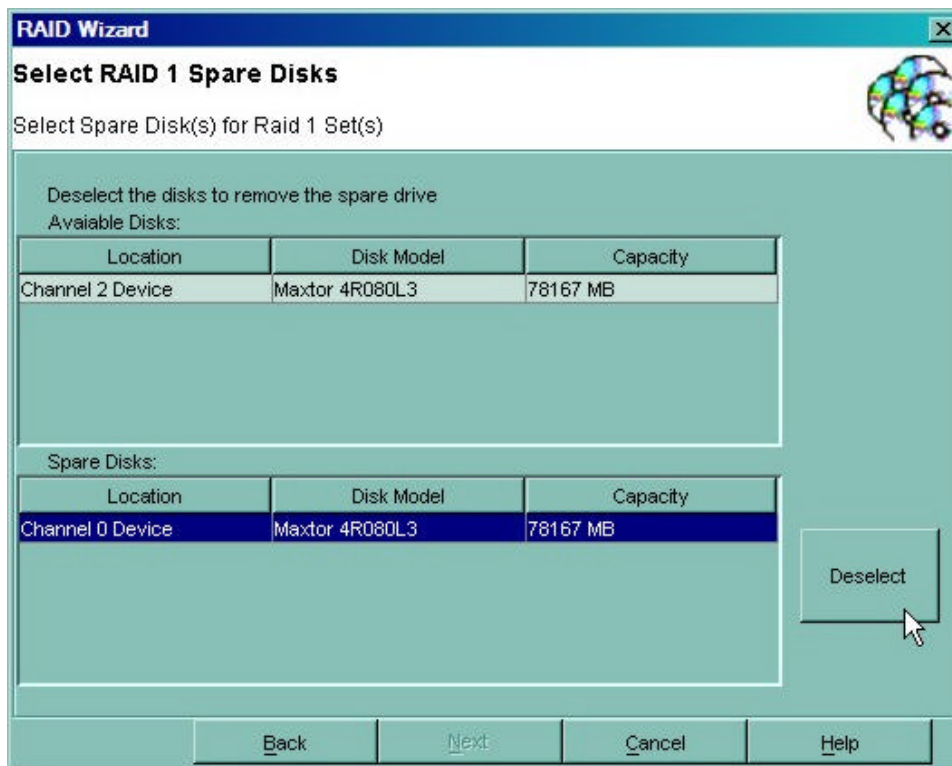 RAID Wizard
Select RAID 1 Spare Disks
Select Spare Disk(s) for Raid 1 Set(s)
Deselect the disks to remove the spare drive
Avaiable Disks:
Location Disk Model Capacity
Channel 2 Device Maxtor 4R080L3 78167 MB
Spare Disks:
Location Disk Model Capacity
Channel 0 Device Maxtor 4R080L3 78167 MB
Deselect
Back Next Cancel Help